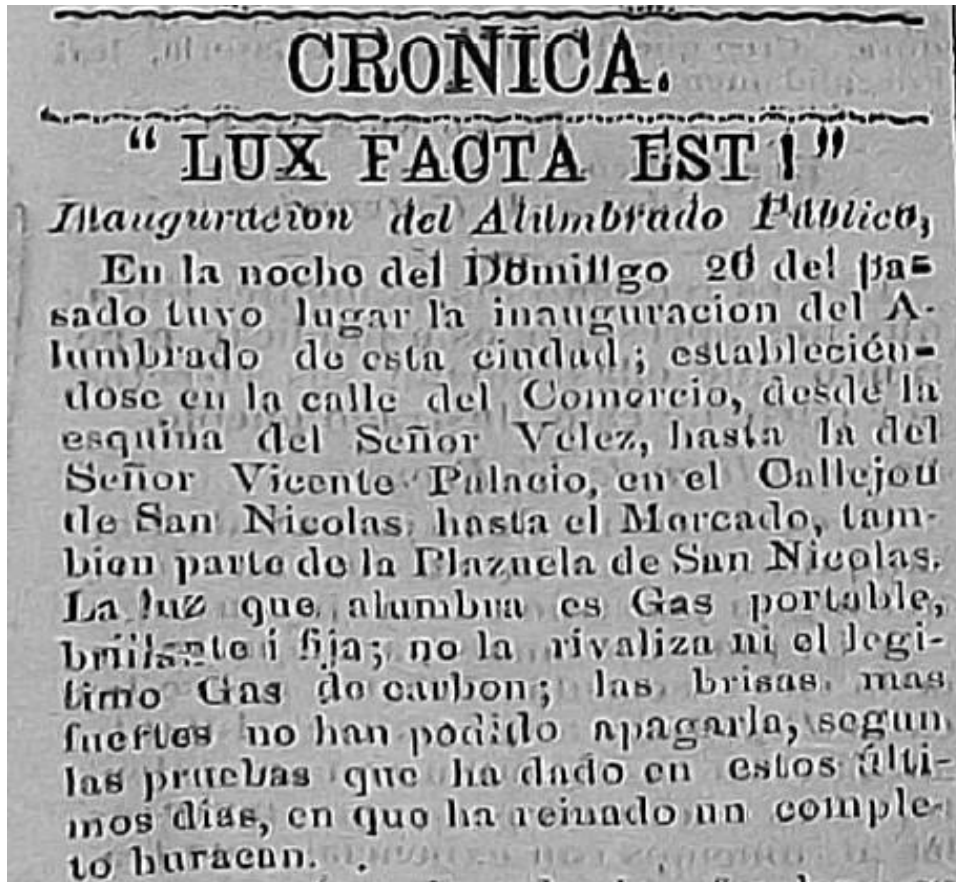 CRONICA.
“LUX FACTA EST!”
Inauguracion del Alumbrado Público,
En la noche del Domingo 26 del pa-
sado tuvo lugar la inauguracion del A-
lumbrado de esta ciudad; establecién-
dose en la calle del Comercio, desde la
esquina del Señor Velez, hasta la del
Señor Vicente Palacio, en el Callejon
de San Nicolas hasta el Mercado, tam-
bien parte de la Plazuela de San Nicolas.
La luz que alumbra es Gas portable,
brillante i fija; no la rivaliza ni el legi-
timo Gas de carbon; las brisas mas
fuertes no han podido apagarla, segun
las pruebas que ha dado en estos últi-
mos dias, en que ha reinado un comple-
to huracan.